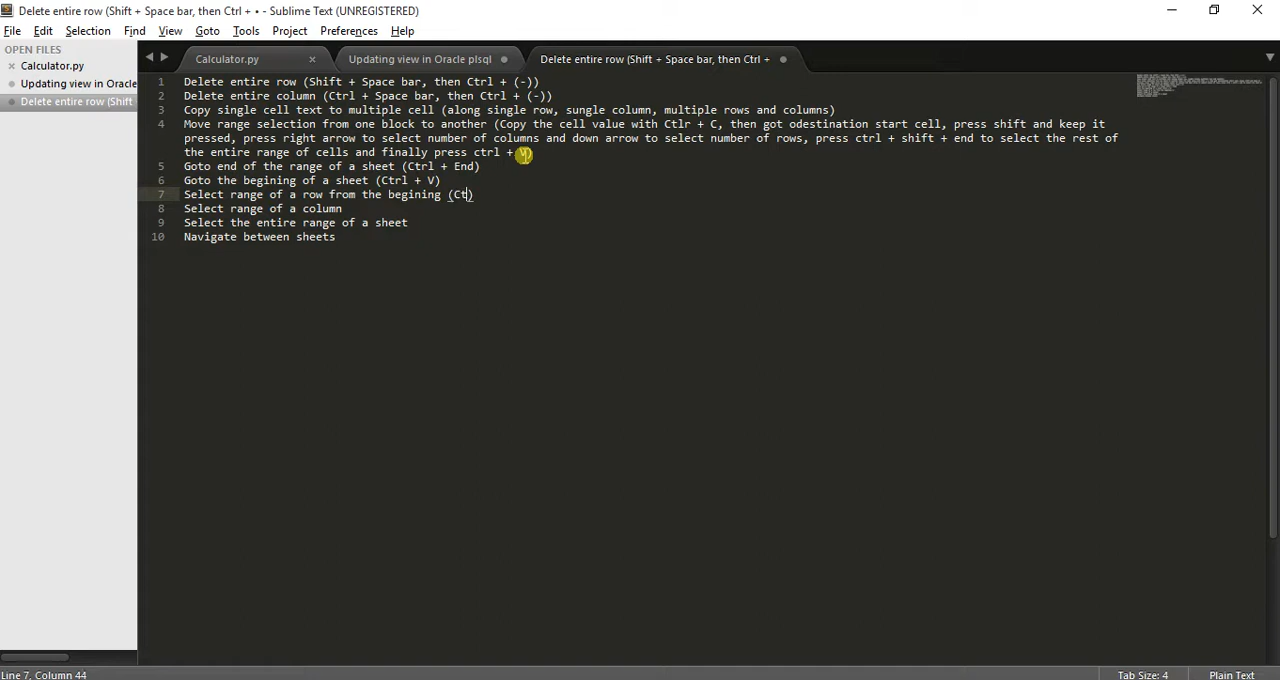 Delete entire row (Shift + Space bar, then Ctrl + • - Sublime Text (UNREGISTERED)
File Edit Selection Find View Goto Tools Project Preferences Help
OPEN FILES
Calculator.py
Updating view in Oracle
Delete entire row (Shift
Calculator.py
Updating view in Oracle plsql
Delete entire row (Shift + Space bar, then Ctrl +
1 Delete entire row (Shift + Space bar, then Ctrl + (-))
2 Delete entire column (Ctrl + Space bar, then Ctrl + (-))
3 Copy single cell text to multiple cell (along single row, sungle column, multiple rows and columns)
4 Move range selection from one block to another (Copy the cell value with Ctlr + C, then got odestination start cell, press shift and keep it
pressed, press right arrow to select number of columns and down arrow to select number of rows, press ctrl + shift + end to select the rest of
the entire range of cells and finally press ctrl +
5 Goto end of the range of a sheet (Ctrl + End)
6 Goto the begining of a sheet (Ctrl + V)
7 Select range of a row from the begining (Ct)
8 Select range of a column
9 Select the entire range of a sheet
10 Navigate between sheets
Line 7, Column 44
Tab Size: 4
Plain Text